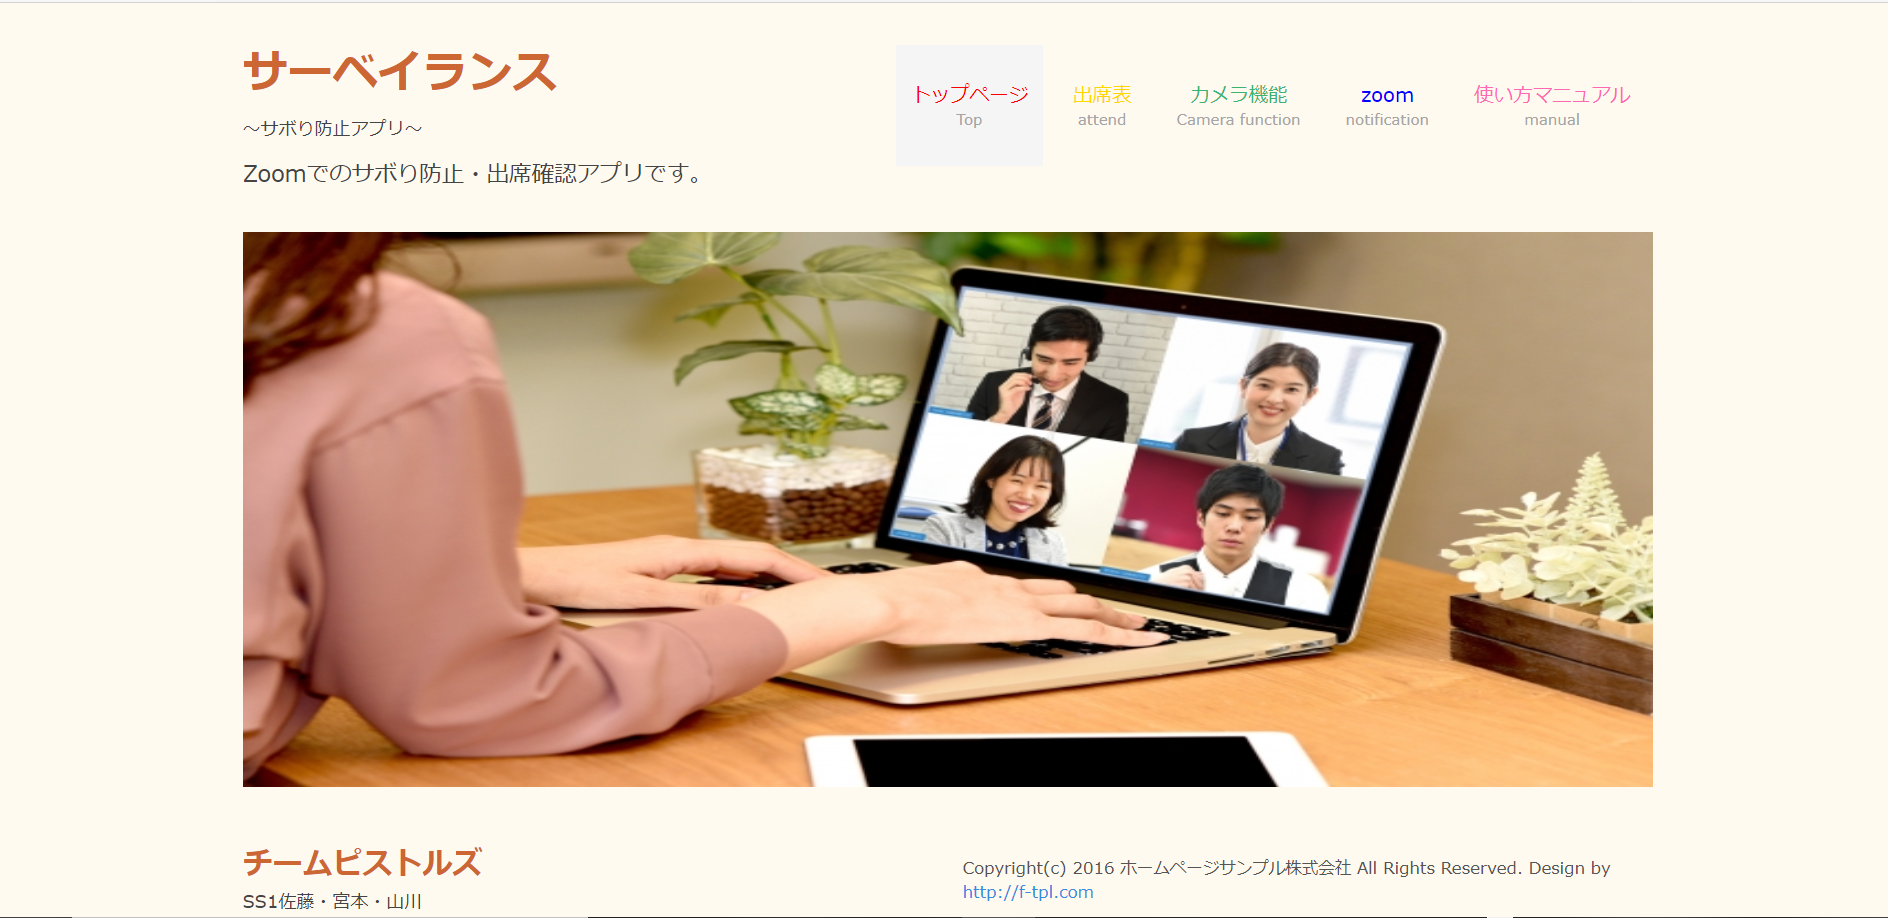 サーベイランス
～サボり防止アプリ～
Zoomでのサボり防止・出席確認アプリです。
トップページ
Top
出席表
attend
カメラ機能
Camera function
zoom
notification
使い方マニュアル
manual
チームピストルズ
SS1佐藤・宮本・山川
Copyright(c) 2016 ホームページサンプル株式会社 All Rights Reserved. Design by
http://f-tpl.com